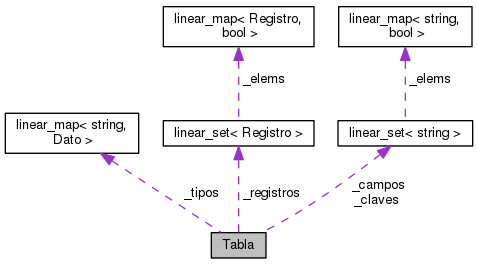 linear_map< Registro,
bool >
linear_map< string,
bool >
_elems
_elems
linear_map< string,
Dato >
linear_set< Registro >
linear_set< string >
_tipos
_registros
_campos
_claves
Tabla